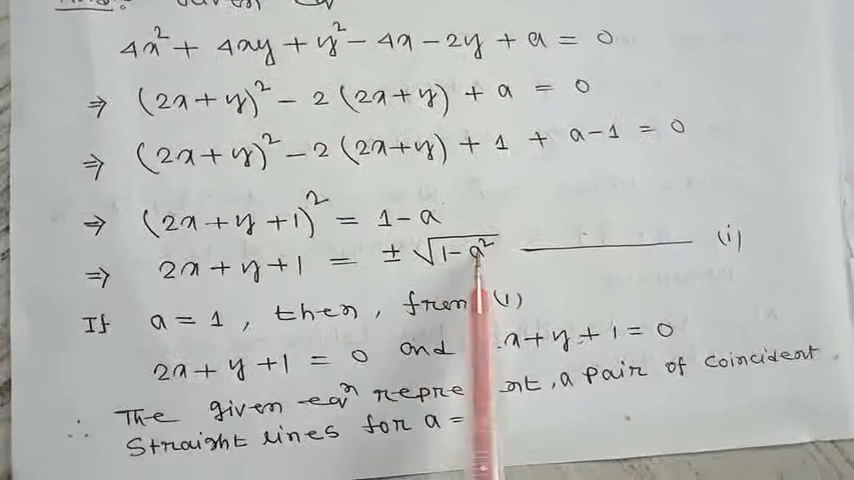 4x² + 4xy + y² - 4x - 2y + a = 0
⇒ (2x + y)² - 2 (2x + y) + a = 0
⇒ (2x + y)² - 2 (2x + y) + 1 + a - 1 = 0
⇒ (2x + y + 1)² = 1 - a
⇒ 2x + y + 1 = ± √1 - a² (i)
If a = 1, then, from (1)
2x + y + 1 = 0 and x + y + 1 = 0
∴ The given eqⁿ a pair of coincident
straight lines for a =